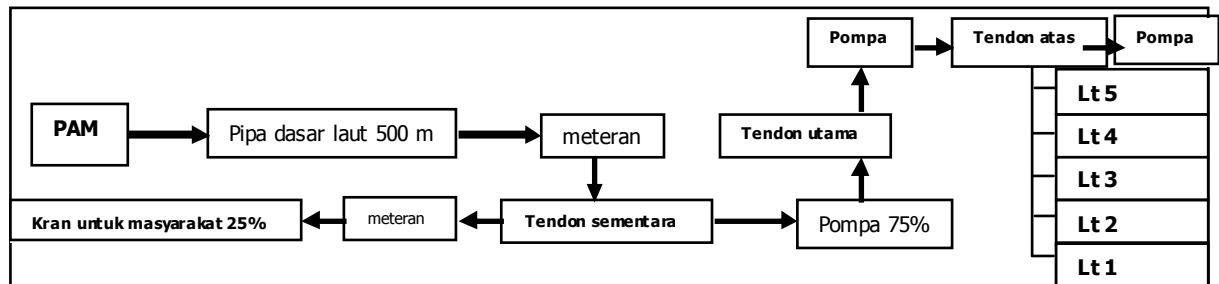 Pompa
Tendon atas
Pompa
PAM
Pipa dasar laut 500 m
meteran
Tendon utama
Lt 5
Lt 4
Lt 3
Lt 2
Lt 1
Kran untuk masyarakat 25%
meteran
Tendon sementara
Pompa 75%